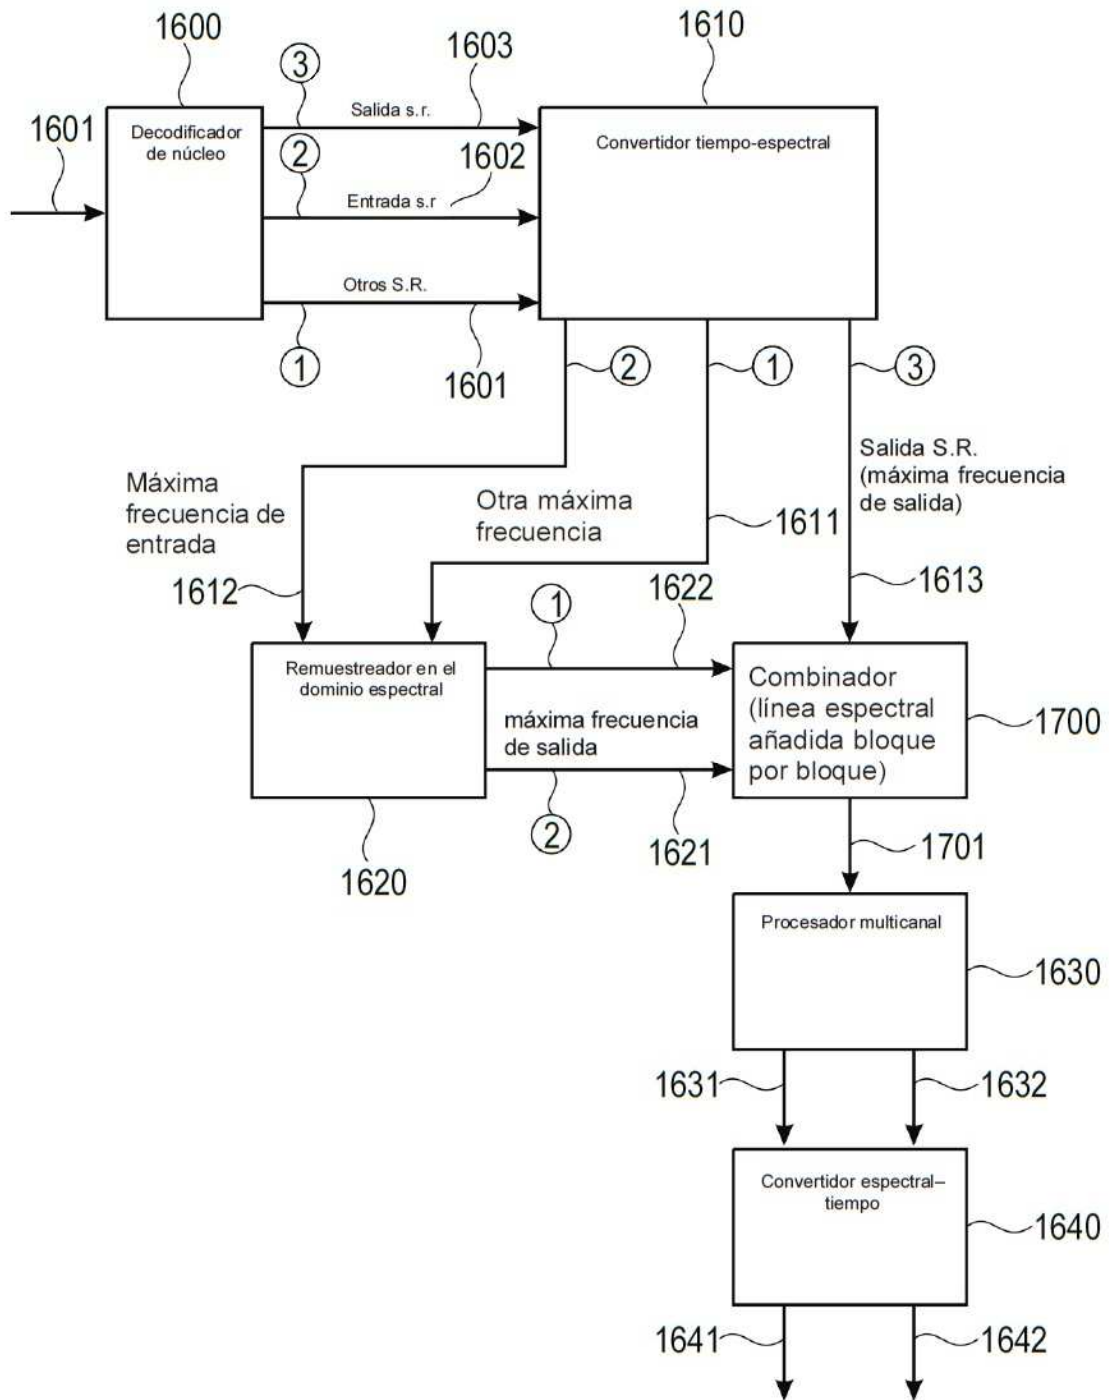 1600
1603
1610
3
Salida s.r.
1601
Decodificador
de núcleo
Convertidor tiempo-espectral
2
1602
Entrada s.r
Otros S.R.
1
1601
2
1
3
Salida S.R.
(máxima frecuencia
de salida)
Máxima
frecuencia de
entrada
Otra máxima
frecuencia
1611
1612
1613
1
1622
Remuestreador en el
dominio espectral
Combinador
(línea espectral
añadida bloque
por bloque)
1700
máxima frecuencia
de salida
2
1621
1620
1701
Procesador multicanal
1630
1631
1632
Convertidor espectral–
tiempo
1640
1641
1642